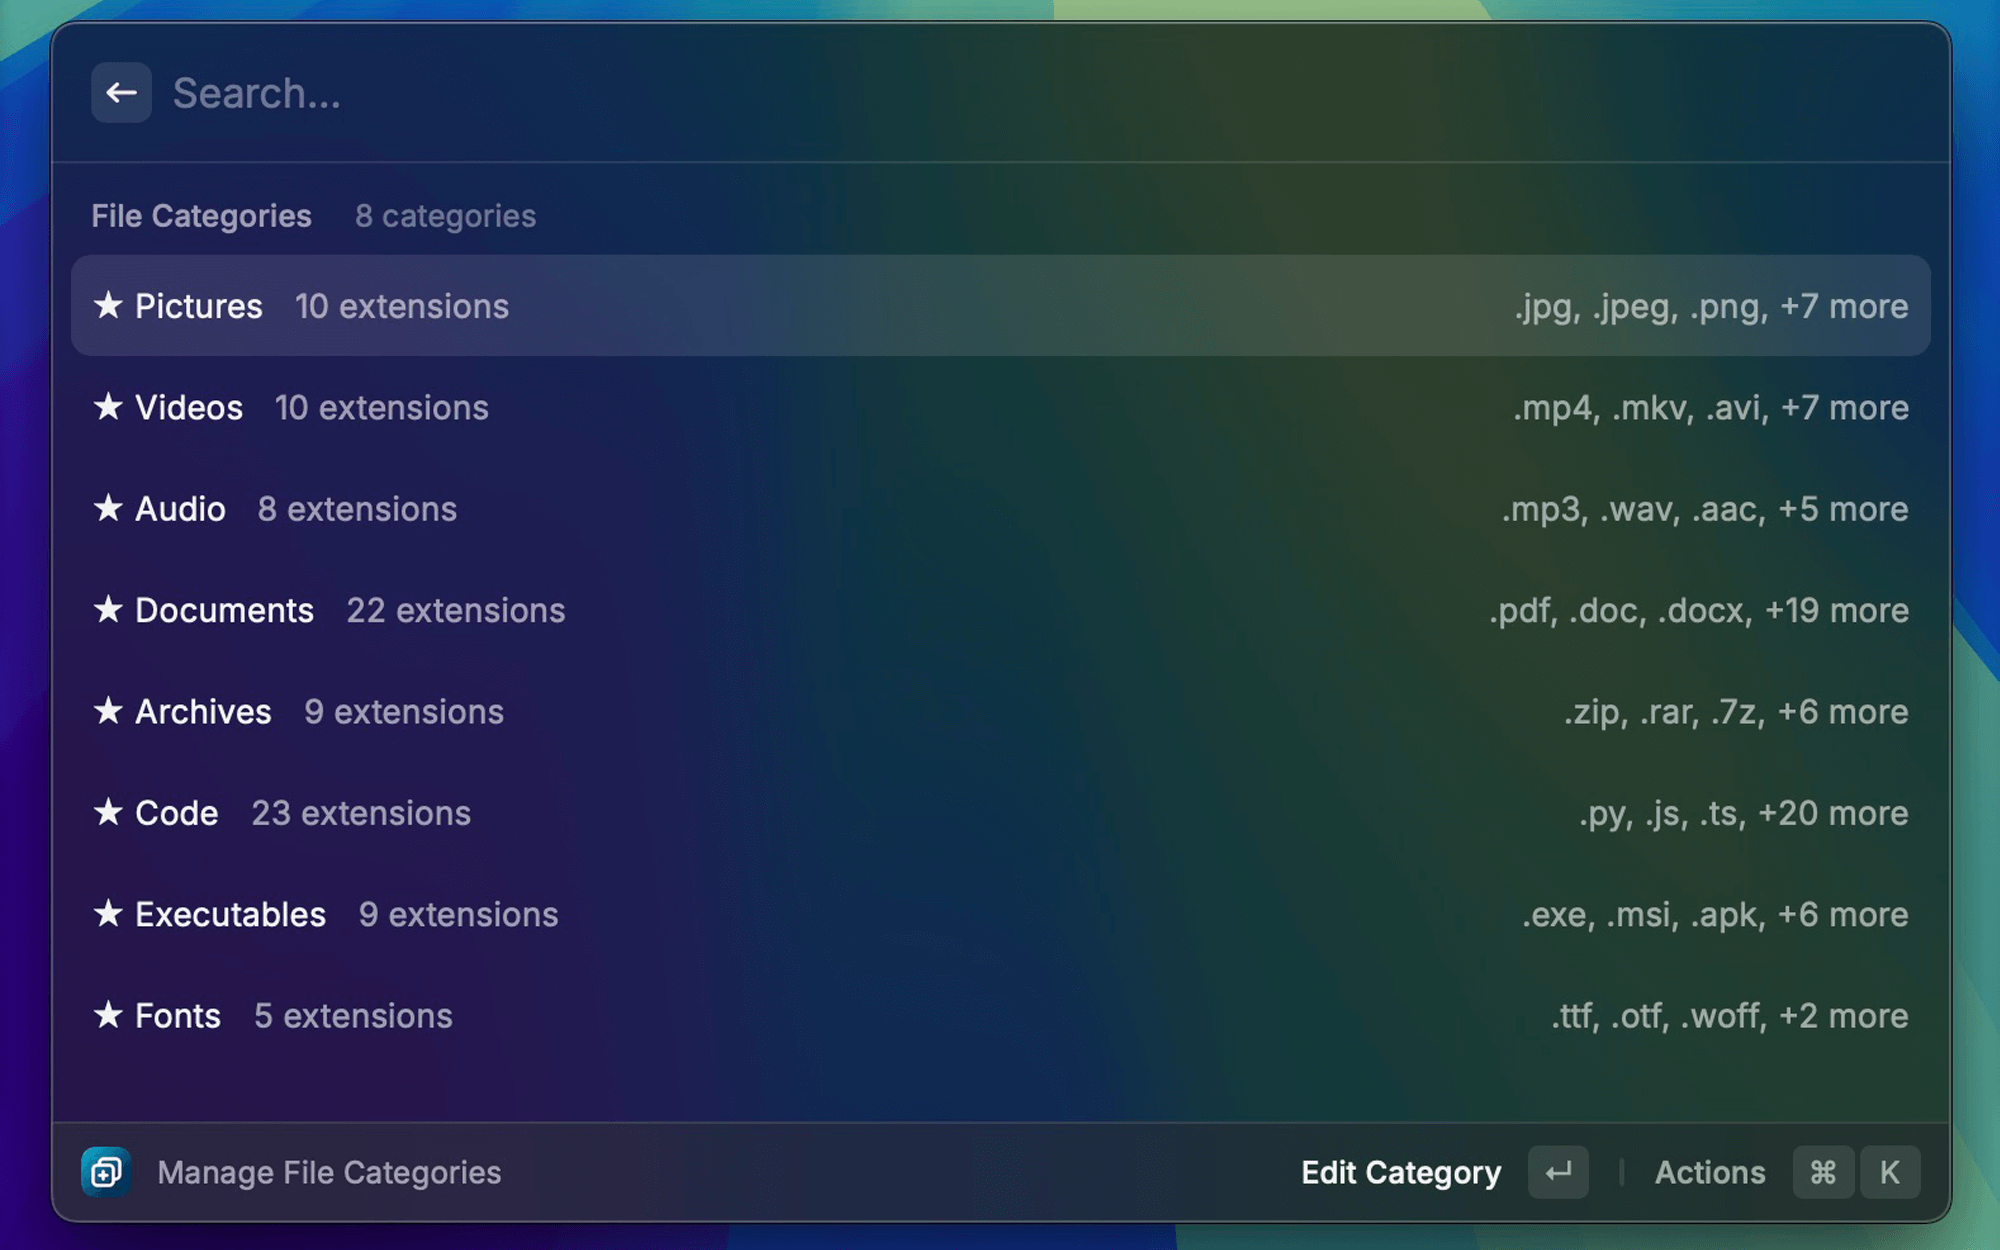 Search...
File Categories 8 categories
★ Pictures 10 extensions .jpg, .jpeg, .png, +7 more
★ Videos 10 extensions .mp4, .mkv, .avi, +7 more
★ Audio 8 extensions .mp3, .wav, .aac, +5 more
★ Documents 22 extensions .pdf, .doc, .docx, +19 more
★ Archives 9 extensions .zip, .rar, .7z, +6 more
★ Code 23 extensions .py, .js, .ts, +20 more
★ Executables 9 extensions .exe, .msi, .apk, +6 more
★ Fonts 5 extensions .ttf, .otf, .woff, +2 more
Manage File Categories Edit Category ↵ | Actions ⌘ K